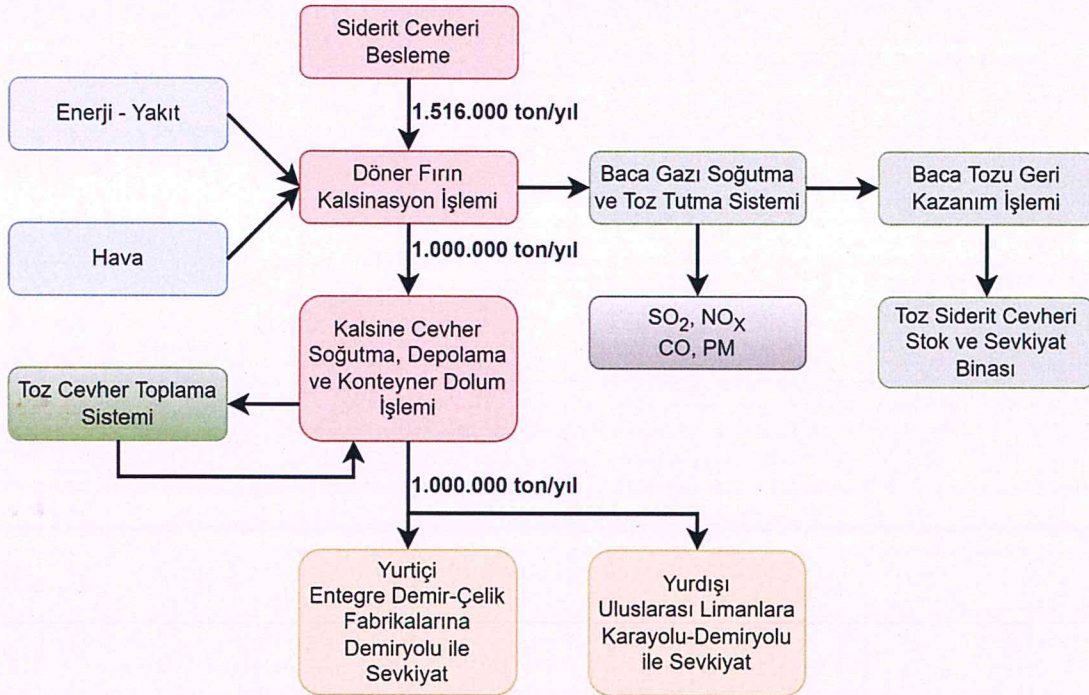 Siderit Cevheri
Besleme
Enerji - Yakıt
1.516.000 ton/yıl
Döner Fırın
Kalsinasyon İşlemi
Baca Gazı Soğutma
ve Toz Tutma Sistemi
Baca Tozu Geri
Kazanım İşlemi
Hava
1.000.000 ton/yıl
Kalsine Cevher
Soğutma, Depolama
ve Konteyner Dolum
İşlemi
SO₂, NOₓ
CO, PM
Toz Siderit Cevheri
Stok ve Sevkiyat
Binası
Toz Cevher Toplama
Sistemi
1.000.000 ton/yıl
Yurtiçi
Entegre Demir-Çelik
Fabrikalarına
Demiryolu ile
Sevkiyat
Yurdışı
Uluslarası Limanlara
Karayolu-Demiryolu
ile Sevkiyat